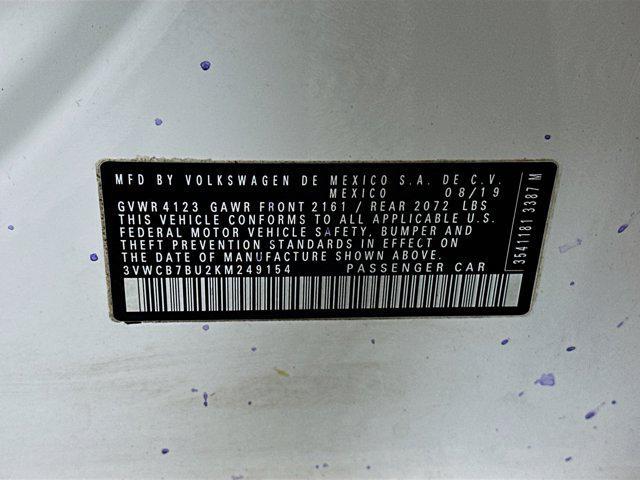 MFD BY VOLKSWAGEN DE MEXICO S.A. DE C.V.
MEXICO 08/19
GVWR 4123 GAWR FRONT 2161 / REAR 2072 LBS
THIS VEHICLE CONFORMS TO ALL APPLICABLE U.S.
FEDERAL MOTOR VEHICLE SAFETY, BUMPER AND
THEFT PREVENTION STANDARDS IN EFFECT ON
THE DATE OF MANUFACTURE SHOWN ABOVE.
3VWCB7BU2KM249154 PASSENGER CAR
3541181 3387 M